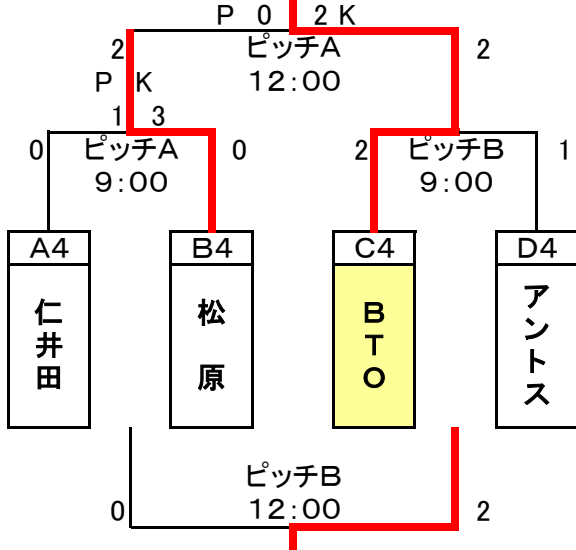 P 0 2 K
2 ピッチA 2
P K 12:00
1 3
0 ピッチA 0 2 ピッチB 1
9:00 9:00
A4 B4 C4 D4
仁井田 松原 BTO アントス
ピッチB
0 12:00 2